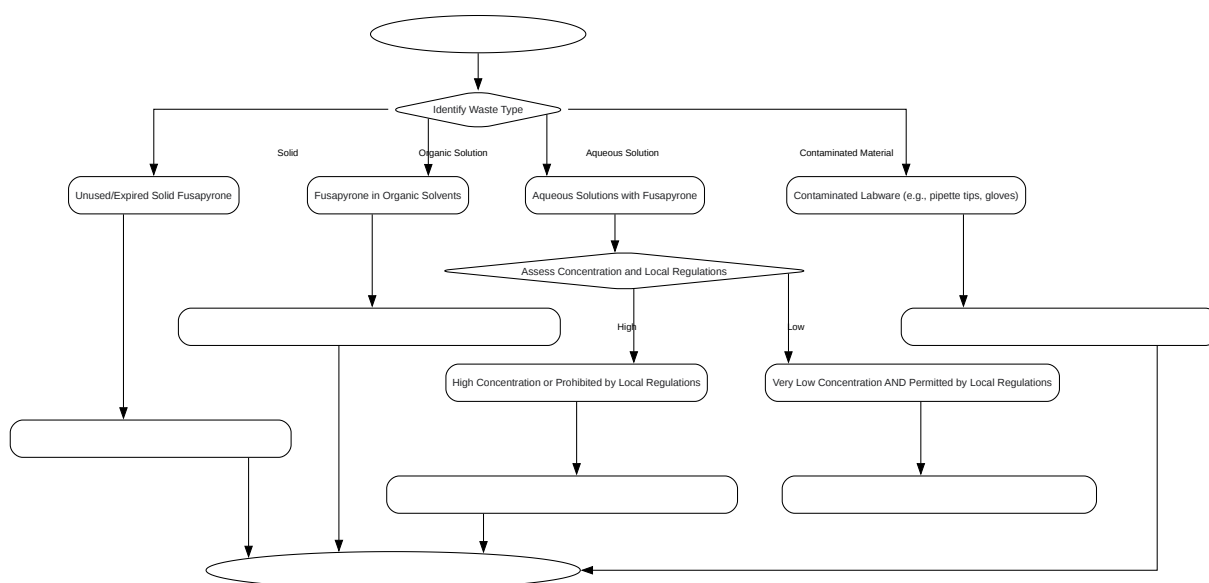 Identify Waste Type
Solid
Organic Solution
Aqueous Solution
Contaminated Material
Unused/Expired Solid Fusapyrone
Fusapyrone in Organic Solvents
Aqueous Solutions with Fusapyrone
Contaminated Labware (e.g., pipette tips, gloves)
Assess Concentration and Local Regulations
High
Low
High Concentration or Prohibited by Local Regulations
Very Low Concentration AND Permitted by Local Regulations